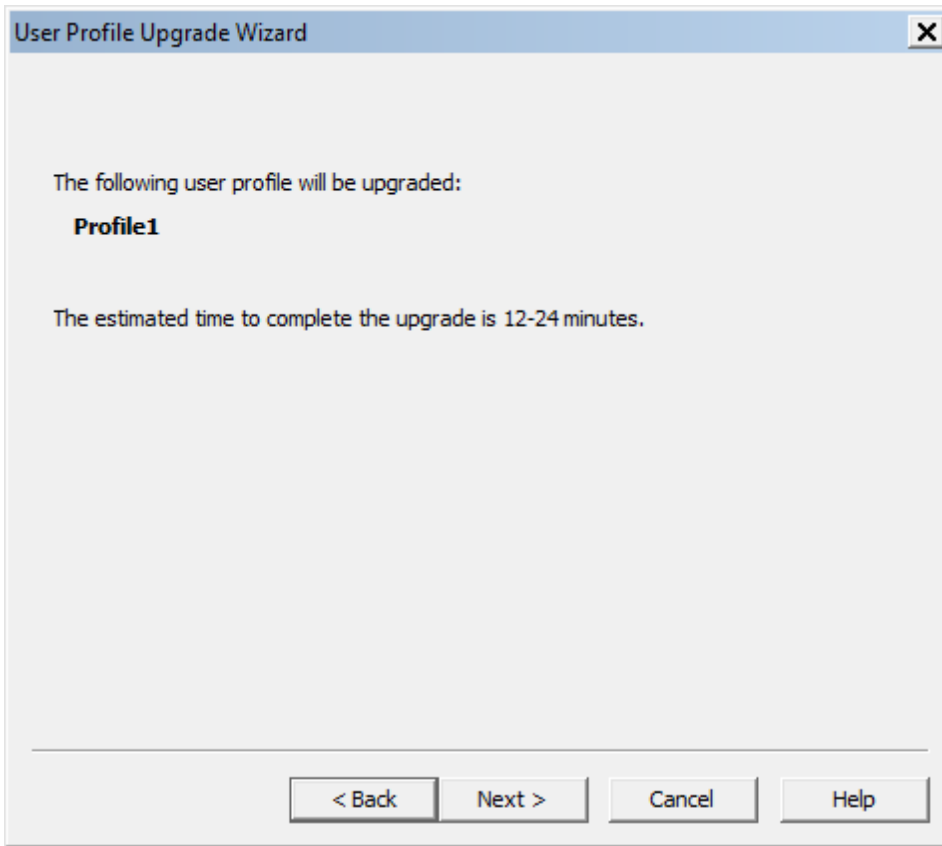 User Profile Upgrade Wizard
The following user profile will be upgraded:
Profile1
The estimated time to complete the upgrade is 12-24 minutes.
< Back
Next >
Cancel
Help